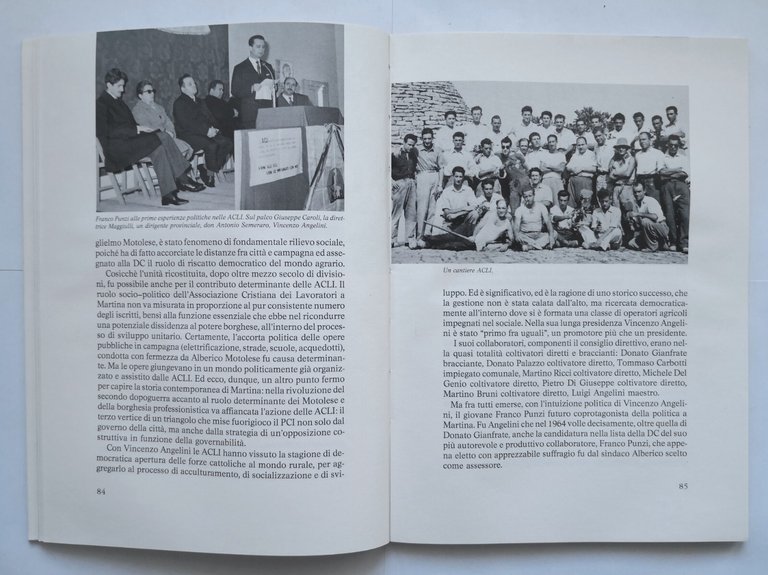 Franco Punzi alle prime esperienze politiche nelle ACLI. Sul palco Giuseppe Caroli, la diret-
trice Maggiulli, un dirigente provinciale, don Antonio Semeraro, Vincenzo Angelini.
glielmo Motolese, è stato fenomeno di fondamentale rilievo sociale,
poiché ha di fatto accorciate le distanze fra città e campagna ed asse-
gnato alla DC il ruolo di riscatto democratico del mondo agrario.
Cosicchè l'unità ricostituita, dopo oltre mezzo secolo di divisio-
ni, fu possibile anche per il contributo determinante delle ACLI. Il
ruolo socio-politico dell'Associazione Cristiana dei Lavoratori a
Martina non va misurata in proporzione al pur consistente numero
degli iscritti, bensì alla funzione essenziale che ebbe nel ricondurre
una potenziale dissidenza al potere borghese, all'interno del proces-
so di sviluppo unitario. Certamente, l'accorta politica delle opere
pubbliche in campagna (elettrificazione, strade, scuole, acquedotti),
condotta con fermezza da Alberico Motolese fu causa determinan-
te. Ma le opere giungevano in un mondo politicamente già organiz-
zato e assistito dalle ACLI. Ed ecco, dunque, un altro punto fermo
per capire la storia contemporanea di Martina: nella rivoluzione del
secondo dopoguerra accanto al ruolo determinante dei Motolese e
della borghesia professionistica va affiancata l'azione delle ACLI: il
terzo vertice di un triangolo che mise fuorigioco il PCI non solo dal
governo della città, ma anche dalla strategia di un'opposizione co-
struttiva in funzione della governabilità.
Con Vincenzo Angelini le ACLI hanno vissuto la stagione di de-
mocratica apertura delle forze cattoliche al mondo rurale, per ag-
gregarlo al processo di acculturamento, di socializzazione e di svi-
84
Un cantiere ACLI.
luppo. Ed è significativo, ed è la ragione di uno storico successo, che
la gestione non è stata calata dall'alto, ma ricercata democraticamente
all'interno dove si è formata una classe di operatori agricoli
impegnati nel sociale. Nella sua lunga presidenza Vincenzo Angeli-
ni è stato "primo fra uguali", un promotore più che un presidente.
I suoi collaboratori, componenti il consiglio direttivo, erano nel-
la quasi totalità coltivatori diretti e braccianti: Donato Gianfrate
bracciante, Donato Palazzo coltivatore diretto, Tommaso Carbotti
impiegato comunale, Martino Ricci coltivatore diretto, Michele Del
Genio coltivatore diretto, Pietro Di Giuseppe coltivatore diretto,
Martino Bruni coltivatore diretto, Luigi Angelini maestro.
Ma fra tutti emerse, con l'intuizione politica di Vincenzo Angeli-
ni, il giovane Franco Punzi futuro coprotagonista della politica a
Martina. Fu Angelini che nel 1964 volle decisamente, oltre quella di
Donato Gianfrate, anche la candidatura nella lista della DC del suo
più autorevole e produttivo collaboratore, Franco Punzi, che appe-
na eletto con apprezzabile suffragio fu dal sindaco Alberico scelto
come assessore.
85